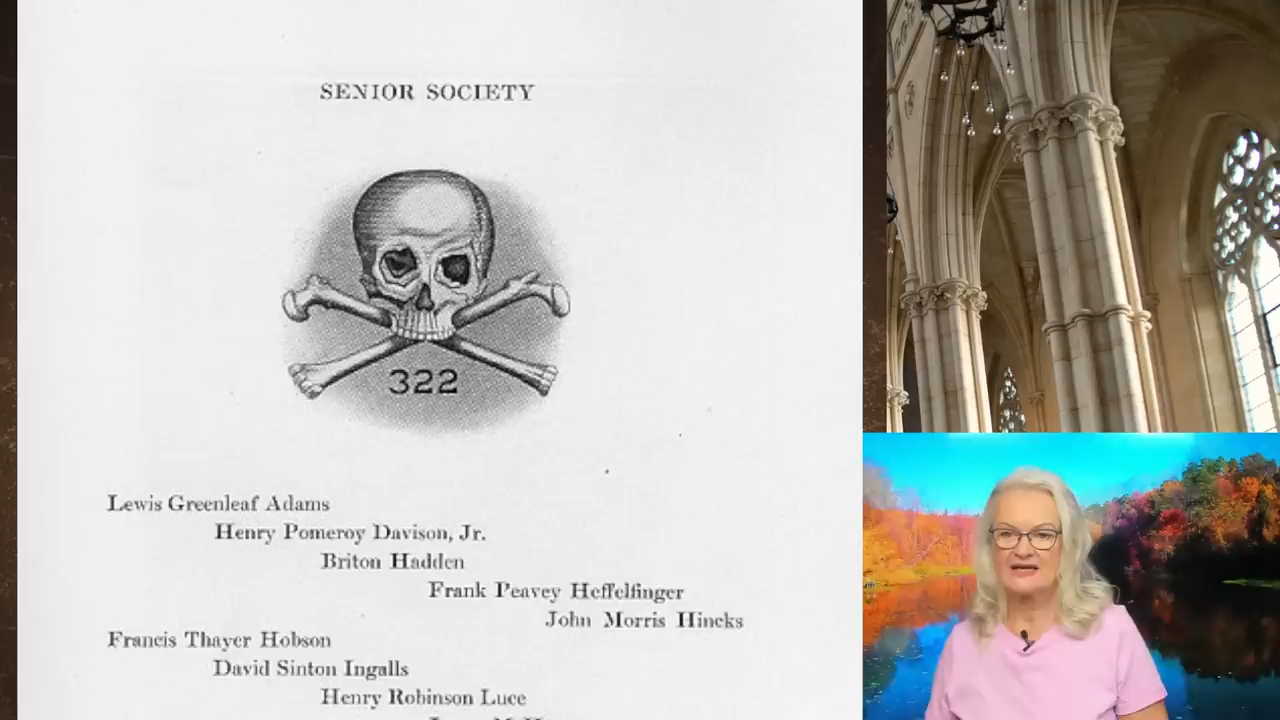 SENIOR SOCIETY
322
Lewis Greenleaf Adams
Henry Pomeroy Davison, Jr.
Briton Hadden
Frank Peavey Heffelfinger
John Morris Hincks
Francis Thayer Hobson
David Sinton Ingalls
Henry Robinson Luce